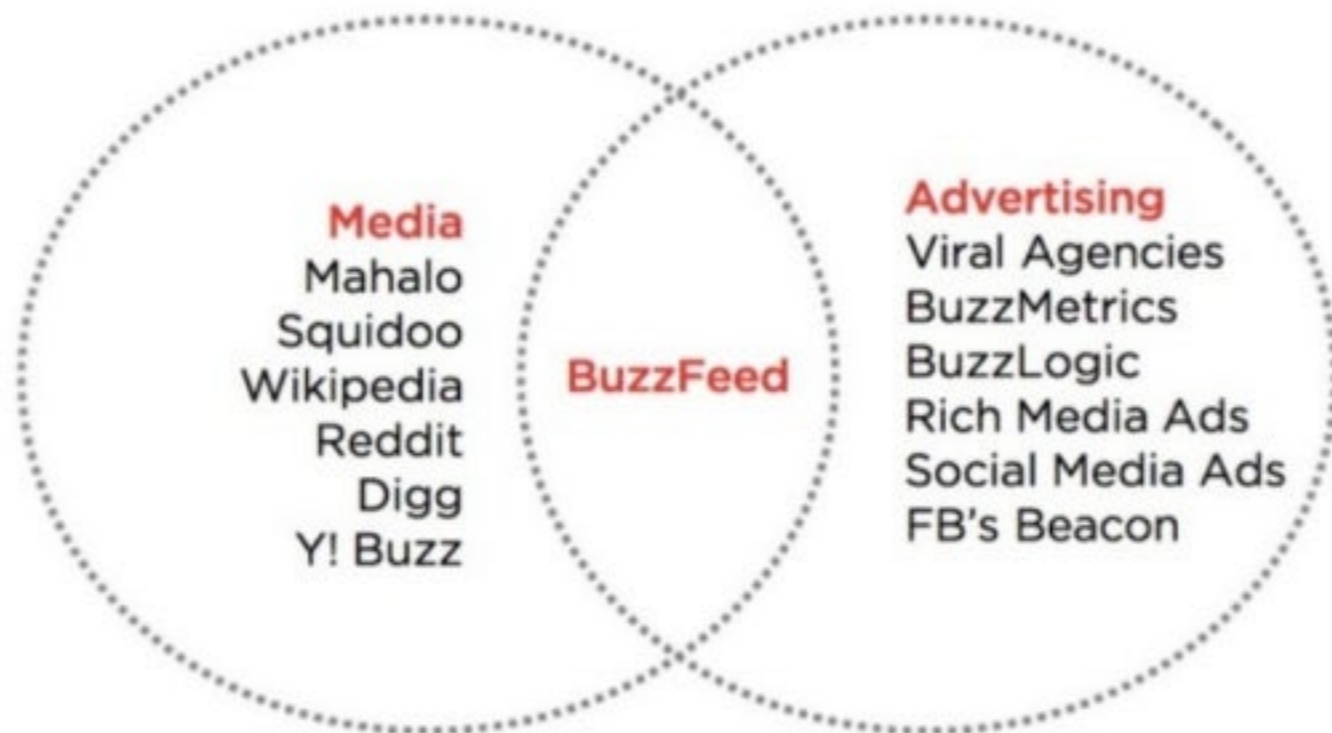 Media
Mahalo
Squidoo
Wikipedia
Reddit
Digg
Y! Buzz
BuzzFeed
Advertising
Viral Agencies
BuzzMetrics
BuzzLogic
Rich Media Ads
Social Media Ads
FB's Beacon